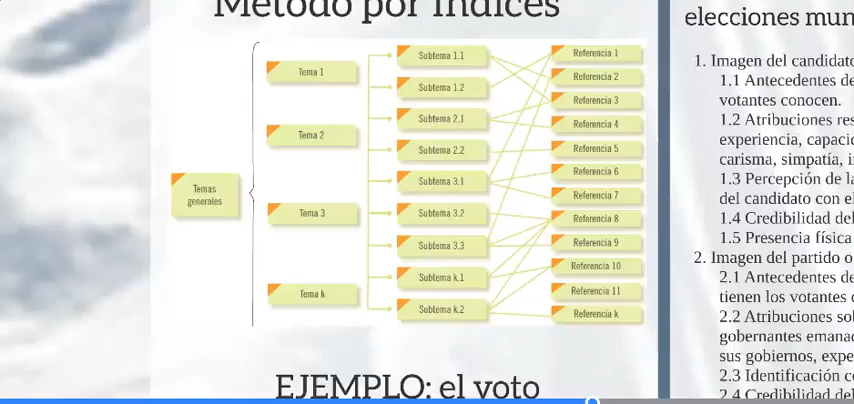 Método por índices
Temas
generales
Tema 1
Tema 2
Tema 3
Tema k
Subtema 1.1
Subtema 1.2
Subtema 2.1
Subtema 2.2
Subtema 3.1
Subtema 3.2
Subtema 3.3
Subtema k.1
Subtema k.2
Referencia 1
Referencia 2
Referencia 3
Referencia 4
Referencia 5
Referencia 6
Referencia 7
Referencia 8
Referencia 9
Referencia 10
Referencia 11
Referencia k
EJEMPLO: el voto
elecciones mun
1. Imagen del candidato
1.1 Antecedentes de
votantes conocen.
1.2 Atribuciones res
experiencia, capacid
carisma, simpatía, i
1.3 Percepción de la
del candidato con el
1.4 Credibilidad del
1.5 Presencia física
2. Imagen del partido o
2.1 Antecedentes de
tienen los votantes
2.2 Atribuciones sob
gobernantes emanad
sus gobiernos, expe
2.3 Identificación c
2.4 Credibilidad del